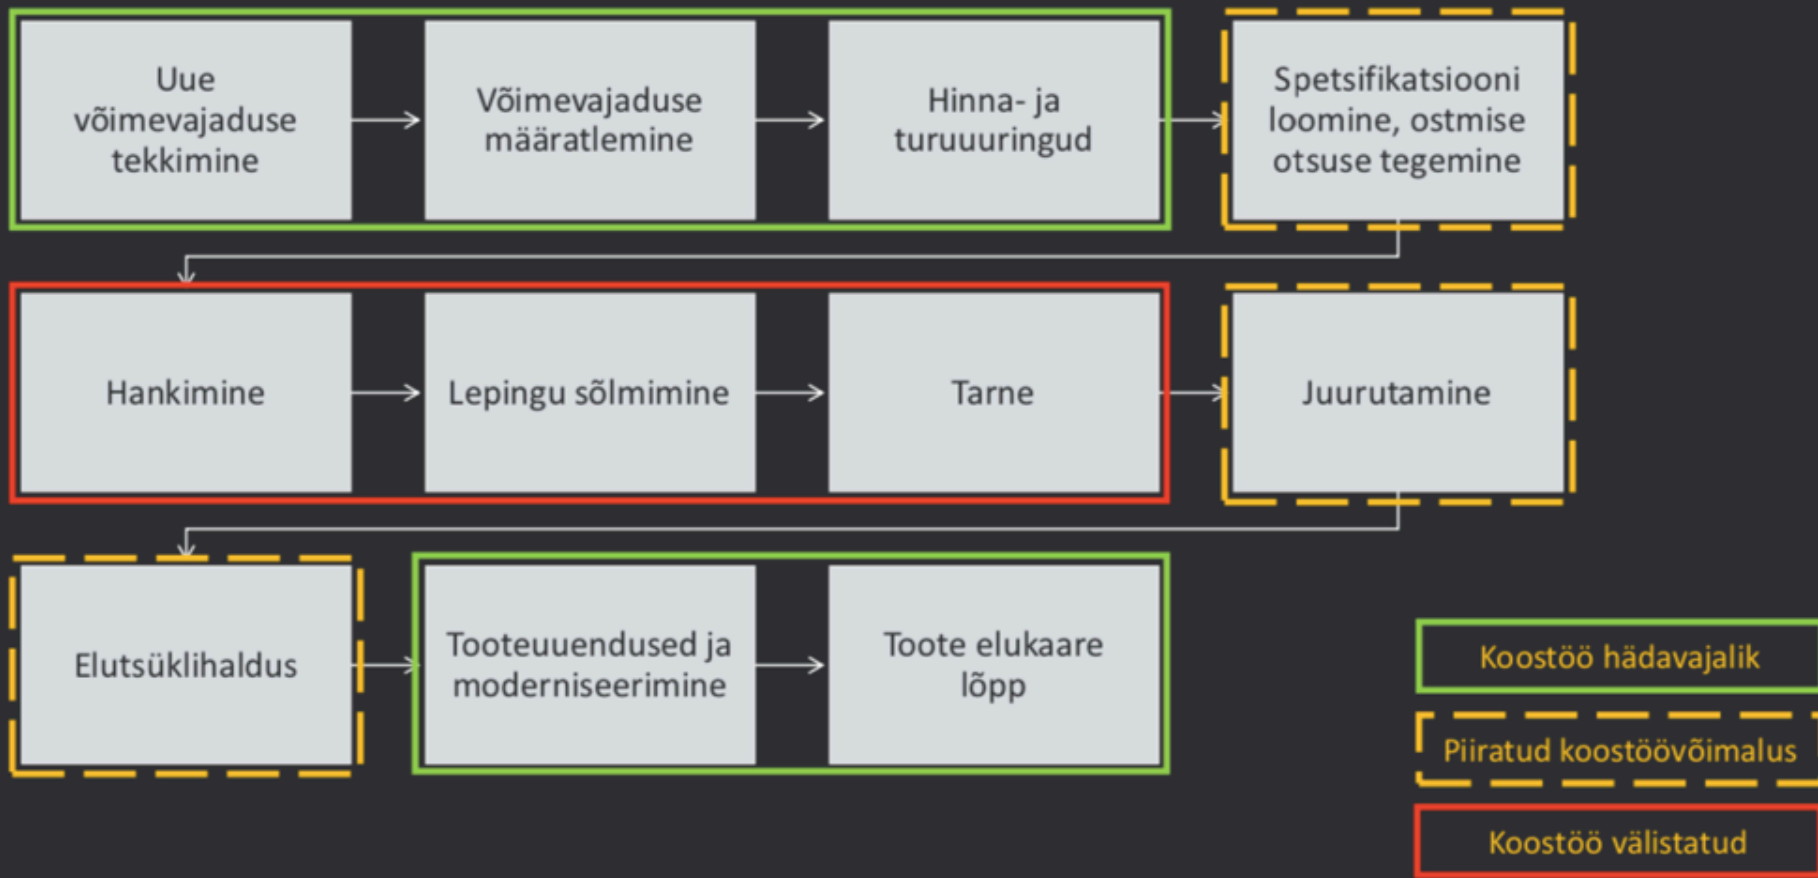 Uue
võimevajaduse
tekkimine
Võimevajaduse
määratlemine
Hinna- ja
turuuuringud
Spetsifikatsiooni
loomine, ostmise
otsuse tegemine
Hankimine
Lepingu sõlmimine
Tarne
Juurutamine
Elutsüklihaldus
Tooteuuendused ja
moderniseerimine
Toote elukaare
lõpp
Koostöö hädavajalik
Piiratud koostöövõimalus
Koostöö välistatud